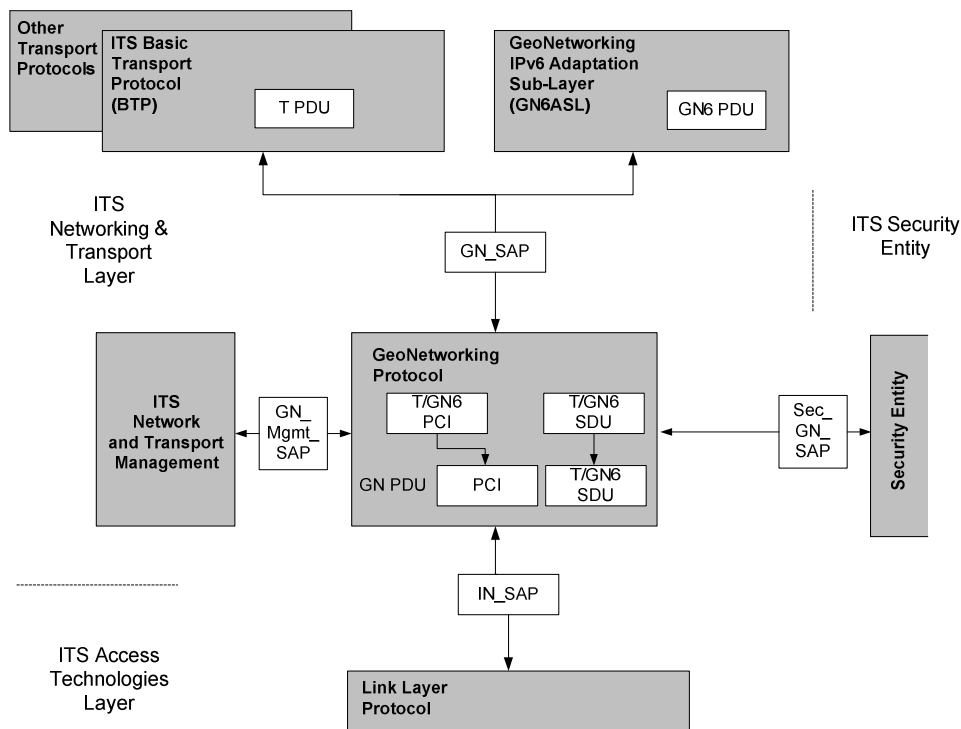 Other
Transport
Protocols
ITS Basic
Transport
Protocol
(BTP)
T PDU
GeoNetworking
IPv6 Adaptation
Sub-Layer
(GN6ASL)
GN6 PDU
ITS
Networking &
Transport
Layer
GN_SAP
ITS Security
Entity
ITS
Network
and Transport
Management
GN_
Mgmt_
SAP
GeoNetworking
Protocol
T/GN6
PCI
T/GN6
SDU
GN PDU
PCI
T/GN6
SDU
Sec_
GN_
SAP
Security Entity
IN_SAP
ITS Access
Technologies
Layer
Link Layer
Protocol